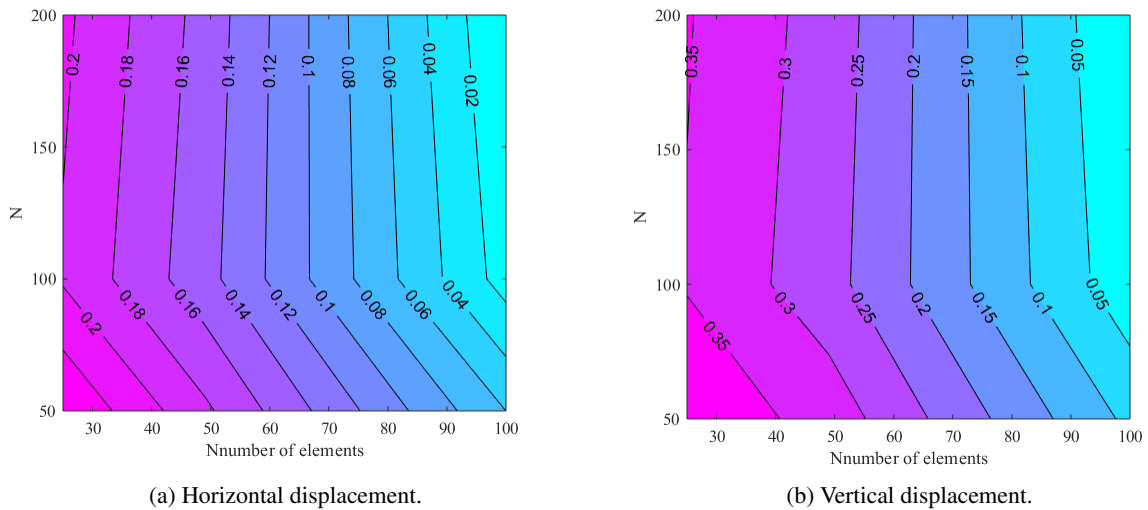 200
150
100
50
N
30 40 50 60 70 80 90 100
Nnumber of elements
0.2 0.18 0.16 0.14 0.12 0.1 0.08 0.06 0.04 0.02
0.2 0.18 0.16 0.14 0.12 0.1 0.08 0.06 0.04
(a) Horizontal displacement.
200
150
100
50
N
30 40 50 60 70 80 90 100
Nnumber of elements
0.35 0.3 0.25 0.2 0.15 0.1 0.05
0.35 0.3 0.25 0.2 0.15 0.1 0.05
(b) Vertical displacement.